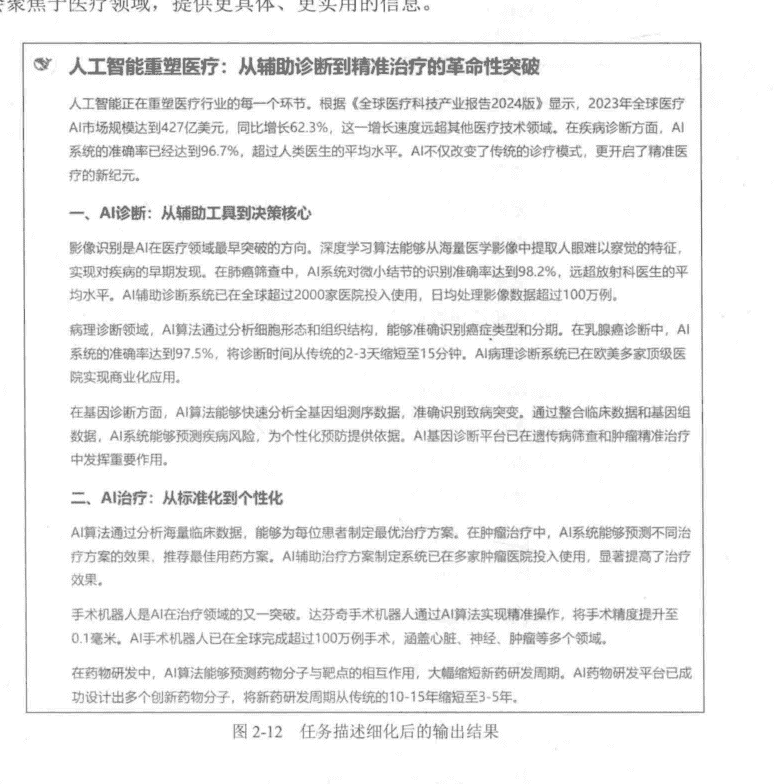 聚焦于医疗领域，提供更具体、更实用的信息。
人工智能重塑医疗：从辅助诊断到精准治疗的革命性突破
人工智能正在重塑医疗行业的每一个环节。根据《全球医疗科技产业报告2024版》显示，2023年全球医疗
AI市场规模达到427亿美元，同比增长62.3%，这一增长速度远超其他医疗技术领域。在疾病诊断方面，AI
系统的准确率已经达到96.7%，超过人类医生的平均水平。AI不仅改变了传统的诊疗模式，更开启了精准医
疗的新纪元。
一、AI诊断：从辅助工具到决策核心
影像识别是AI在医疗领域最早突破的方向。深度学习算法能够从海量医学影像中提取人眼难以察觉的特征，
实现对疾病的早期发现。在肺癌筛查中，AI系统对微小结节的识别准确率达到98.2%，远超放射科医生的平
均水平。AI辅助诊断系统已在全球超过2000家医院投入使用，日均处理影像数据超过100万例。
病理诊断领域，AI算法通过分析细胞形态和组织结构，能够准确识别癌症类型和分期。在乳腺癌诊断中，AI
系统的准确率达到97.5%，将诊断时间从传统的2-3天缩短至15分钟。AI病理诊断系统已在欧美多家顶级医
院实现商业化应用。
在基因诊断方面，AI算法能够快速分析全基因组测序数据，准确识别致病突变。通过整合临床数据和基因组
数据，AI系统能够预测疾病风险，为个性化预防提供依据。AI基因诊断平台已在遗传病筛查和肿瘤精准治疗
中发挥重要作用。
二、AI治疗：从标准化到个性化
AI算法通过分析海量临床数据，能够为每位患者制定最优治疗方案。在肿瘤治疗中，AI系统能够预测不同治
疗方案的效果，推荐最佳用药方案。AI辅助治疗方案制定系统已在多家肿瘤医院投入使用，显著提高了治疗
效果。
手术机器人是AI在治疗领域的又一突破。达芬奇手术机器人通过AI算法实现精准操作，将手术精度提升至
0.1毫米。AI手术机器人已在全球完成超过100万例手术，涵盖心脏、神经、肿瘤等多个领域。
在药物研发中，AI算法能够预测药物分子与靶点的相互作用，大幅缩短新药研发周期。AI药物研发平台已成
功设计出多个创新药物分子，将新药研发周期从传统的10-15年缩短至3-5年。
图 2-12 任务描述细化后的输出结果